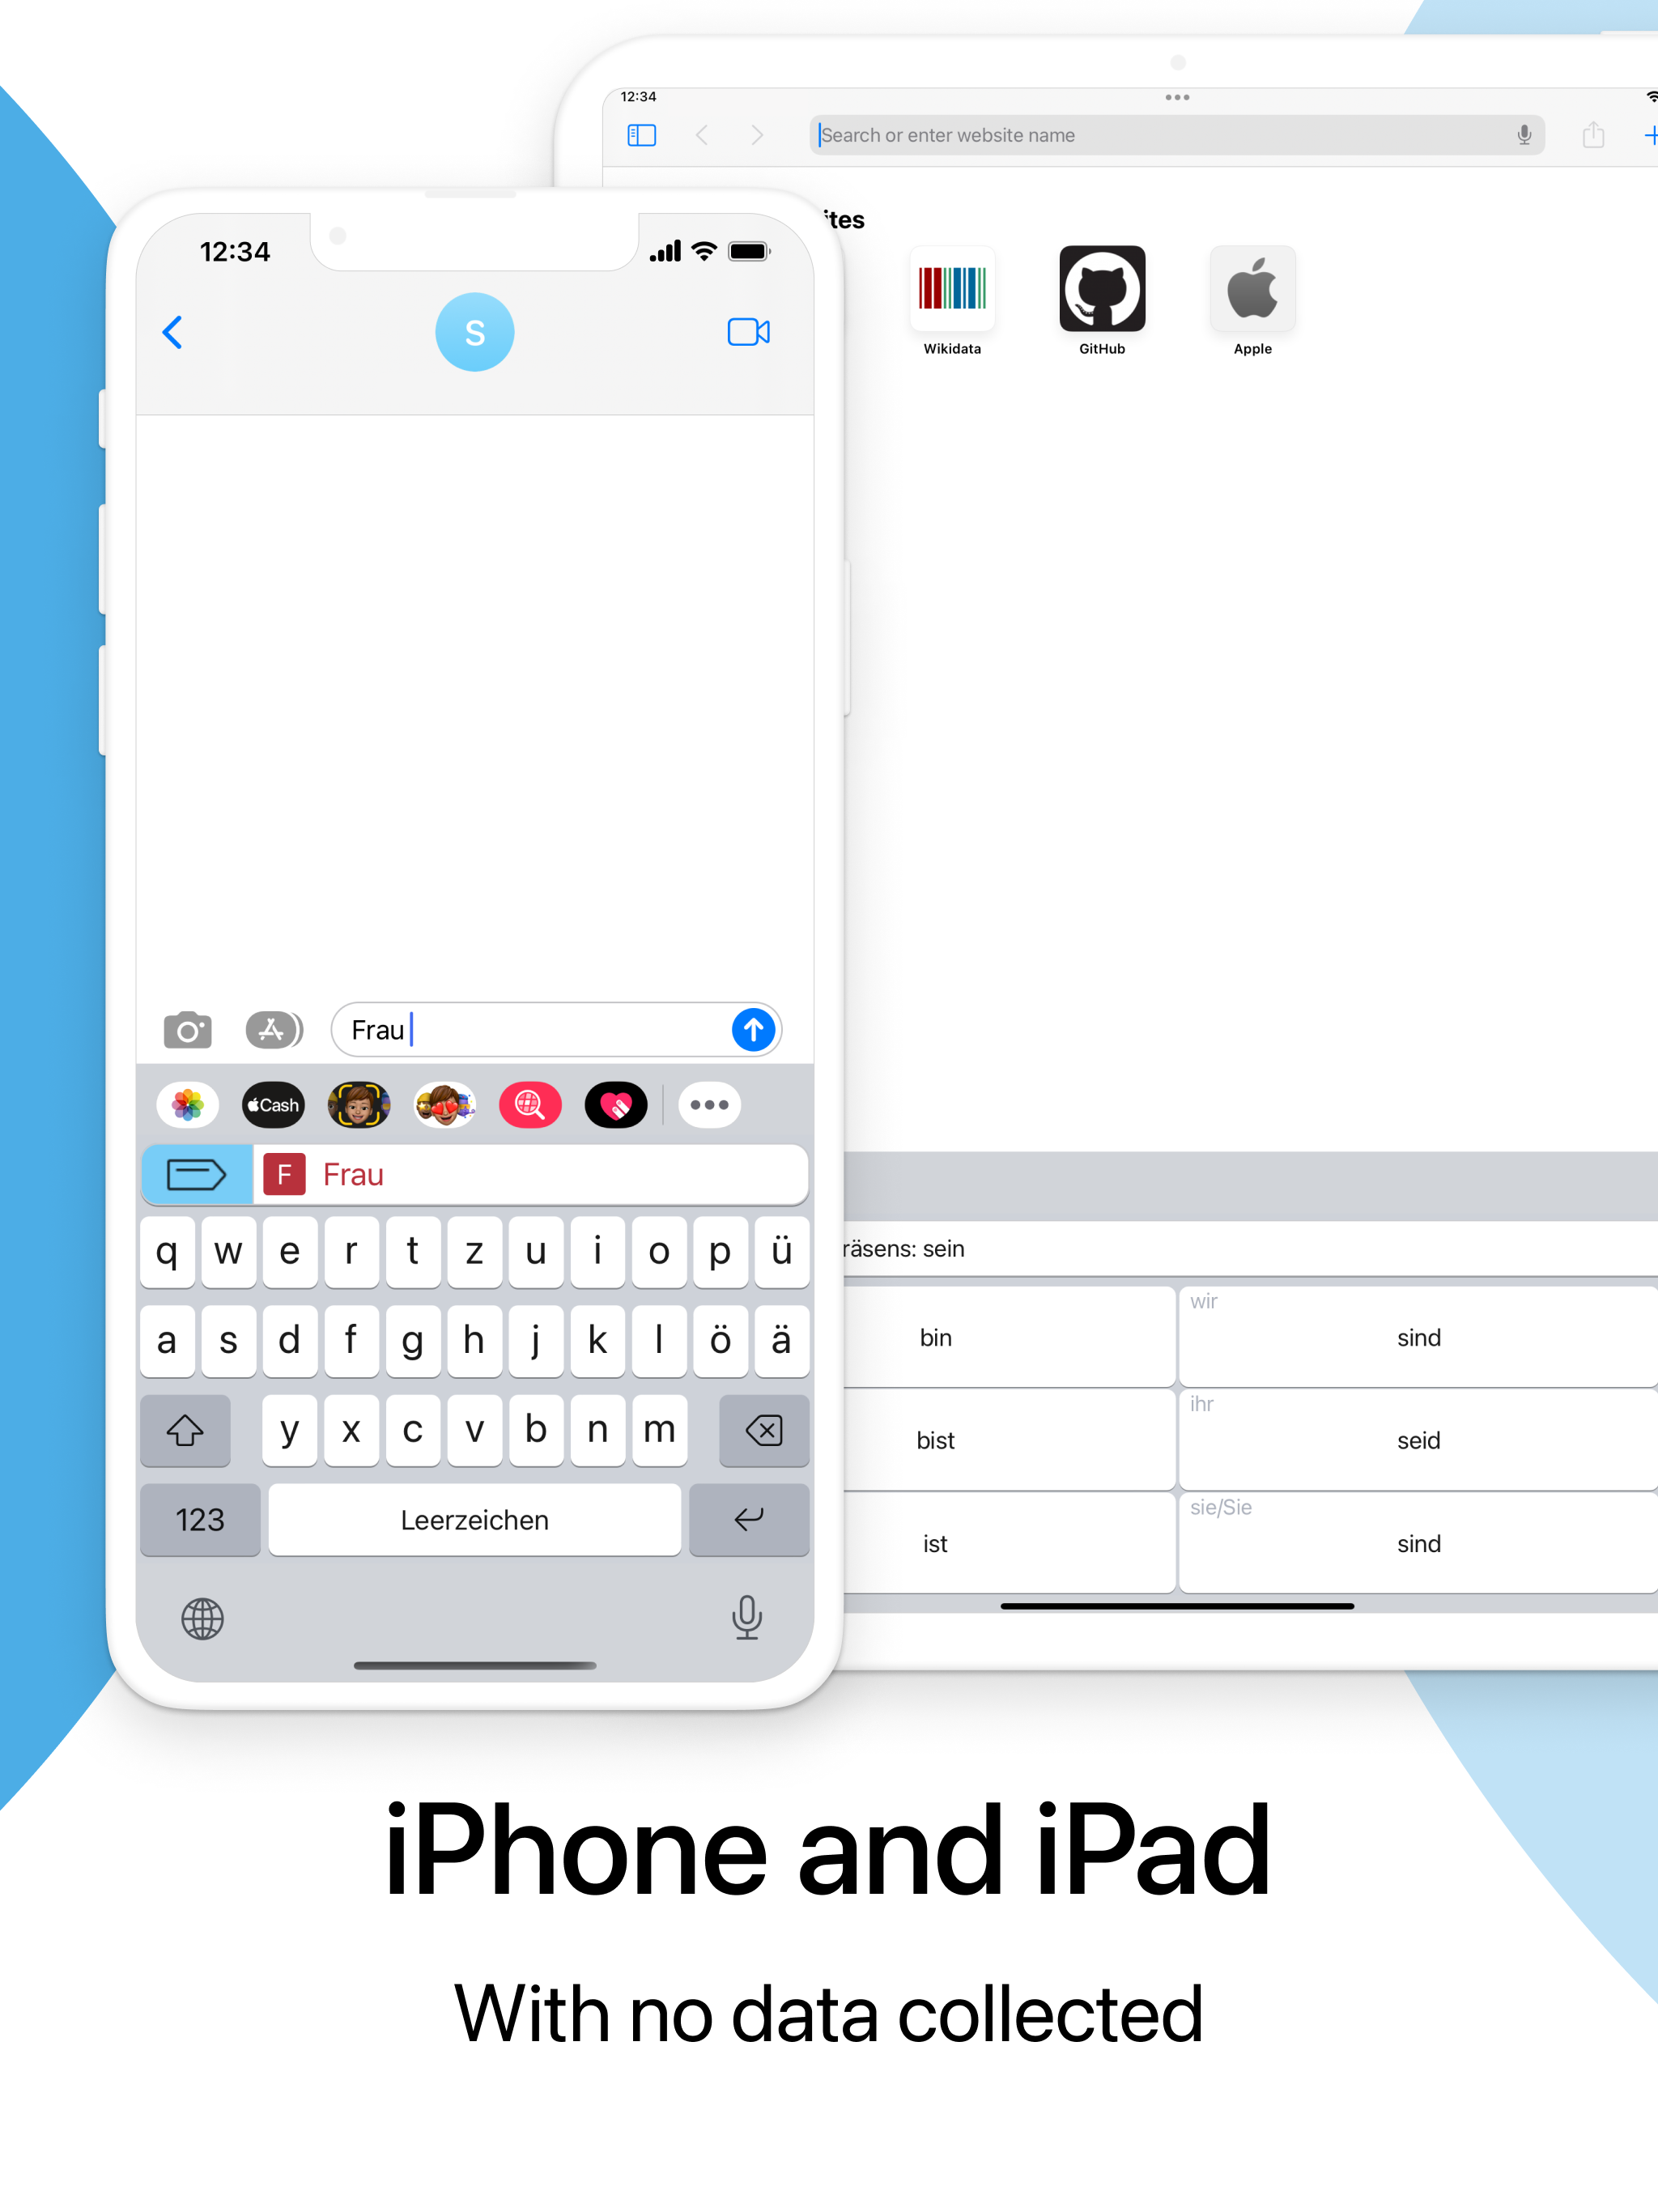 12:34
Search or enter website name
ites
Wikidata
GitHub
Apple
12:34
S
Frau
Cash
F Frau
q w e r t z u i o p ü
a s d f g h j k l ö ä
y x c v b n m
123 Leerzeichen
räsens: sein
bin
wir
sind
bist
ihr
seid
ist
sie/Sie
sind
iPhone and iPad
With no data collected